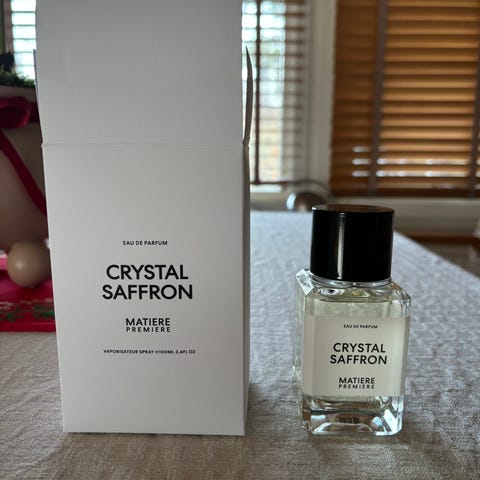 EAU DE PARFUM
CRYSTAL
SAFFRON
MATIERE
PREMIERE
VAPORISATEUR SPRAY ℮100ML 3.4FL.OZ
EAU DE PARFUM
CRYSTAL
SAFFRON
MATIERE
PREMIERE